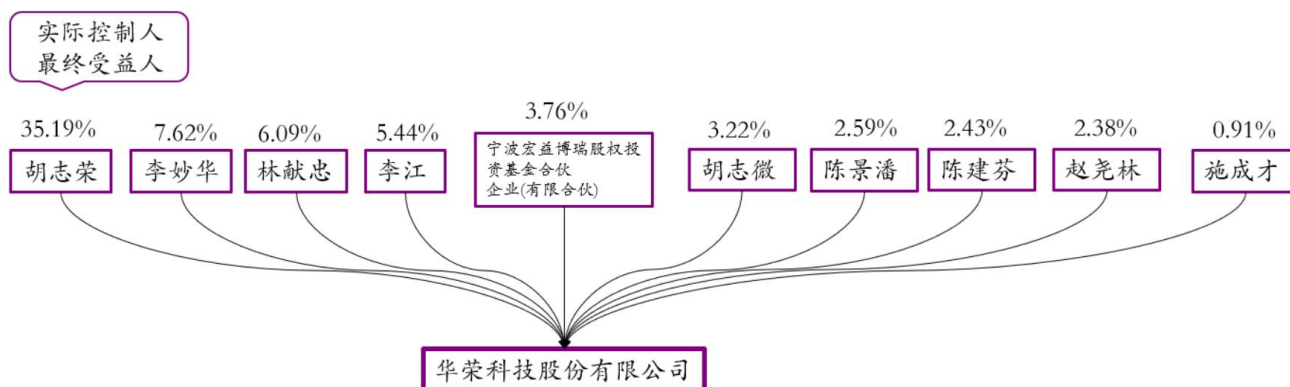 实际控制人
最终受益人
35.19%
7.62%
6.09%
5.44%
3.76%
3.22%
2.59%
2.43%
2.38%
0.91%
胡志荣
李妙华
林献忠
李江
宁波宏益博瑞股权投
资基金合伙
企业(有限合伙)
胡志微
陈景潘
陈建芬
赵尧林
施成才
华荣科技股份有限公司